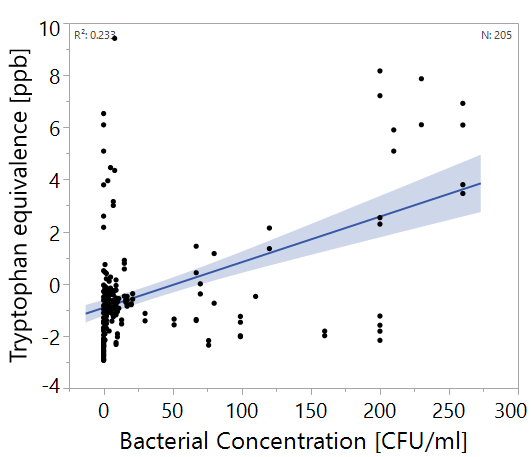 R²: 0.233
N: 205
Tryptophan equivalence [ppb]
10
8
6
4
2
0
-2
-4
0 50 100 150 200 250 300
Bacterial Concentration [CFU/ml]